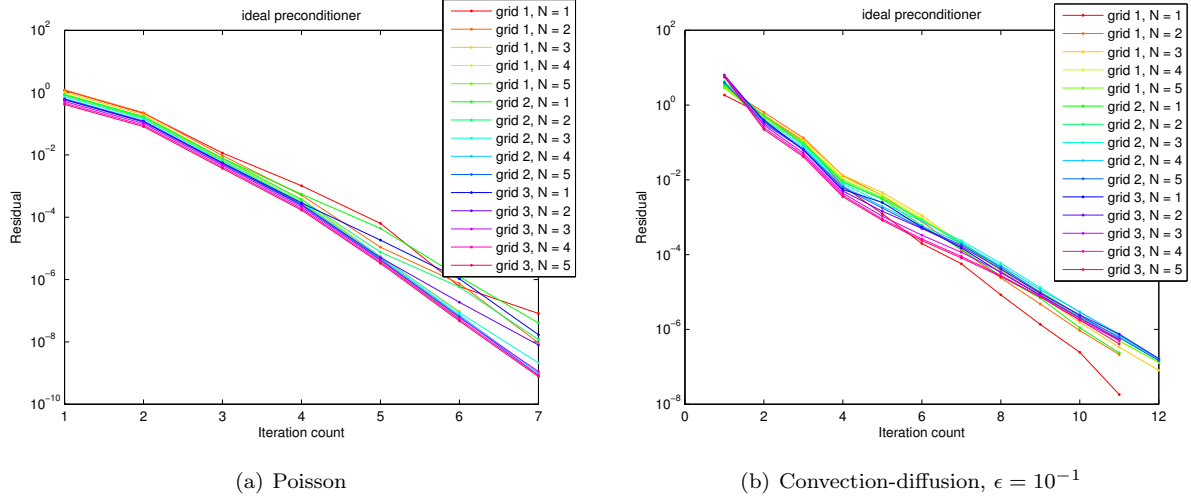 ideal preconditioner
10^2
10^0
10^{-2}
10^{-4}
10^{-6}
10^{-8}
10^{-10}
Residual
1 2 3 4 5 6 7
Iteration count
grid 1, N = 1
grid 1, N = 2
grid 1, N = 3
grid 1, N = 4
grid 1, N = 5
grid 2, N = 1
grid 2, N = 2
grid 2, N = 3
grid 2, N = 4
grid 2, N = 5
grid 3, N = 1
grid 3, N = 2
grid 3, N = 3
grid 3, N = 4
grid 3, N = 5
(a) Poisson
ideal preconditioner
10^2
10^0
10^{-2}
10^{-4}
10^{-6}
10^{-8}
Residual
0 2 4 6 8 10 12
Iteration count
grid 1, N = 1
grid 1, N = 2
grid 1, N = 3
grid 1, N = 4
grid 1, N = 5
grid 2, N = 1
grid 2, N = 2
grid 2, N = 3
grid 2, N = 4
grid 2, N = 5
grid 3, N = 1
grid 3, N = 2
grid 3, N = 3
grid 3, N = 4
grid 3, N = 5
(b) Convection-diffusion, ϵ = 10^{-1}